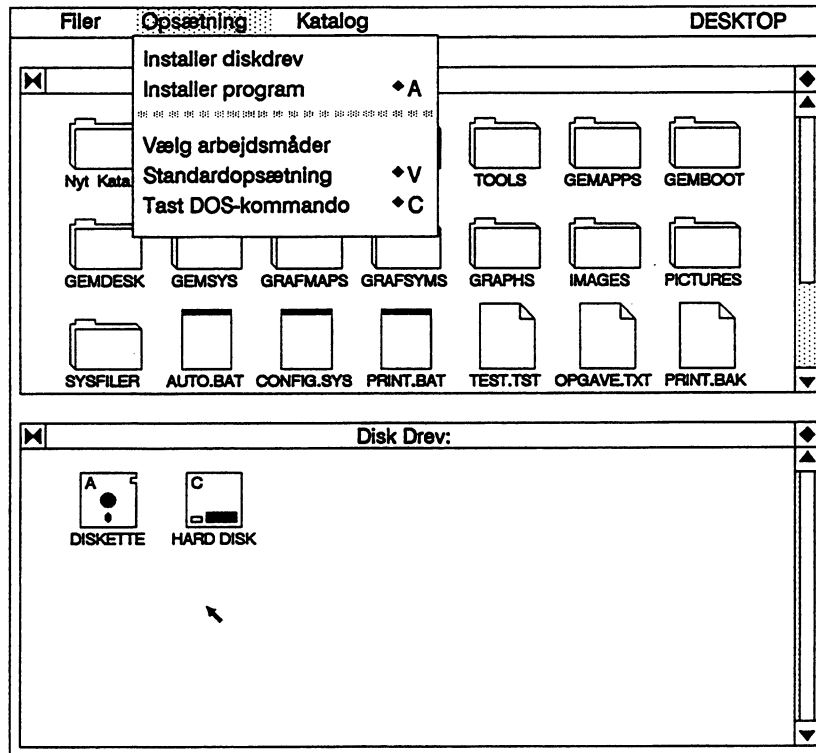 Filer Opsætning Katalog DESKTOP
Installer diskdrev
Installer program ◆A
Vælg arbejdsmåder
Standardopsætning ◆V
Tast DOS-kommando ◆C
Nyt Kata TOOLS GEMAPPS GEMBOOT
GEMDESK GEMSYS GRAFMAPS GRAFSYMS GRAPHS IMAGES PICTURES
SYSFILER AUTO.BAT CONFIG.SYS PRINT.BAT TEST.TST OPGAVE.TXT PRINT.BAK
Disk Drev:
A C
DISKETTE HARD DISK